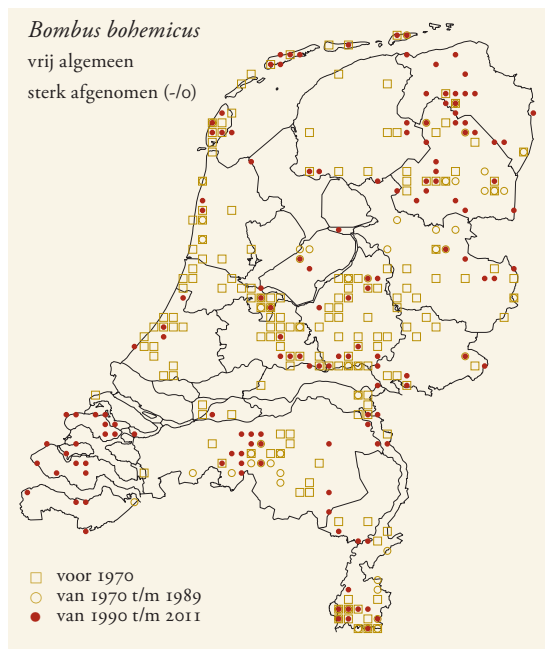 Bombus bohemicus
vrij algemeen
sterk afgenomen (-/0)
voor 1970
van 1970 t/m 1989
van 1990 t/m 2011